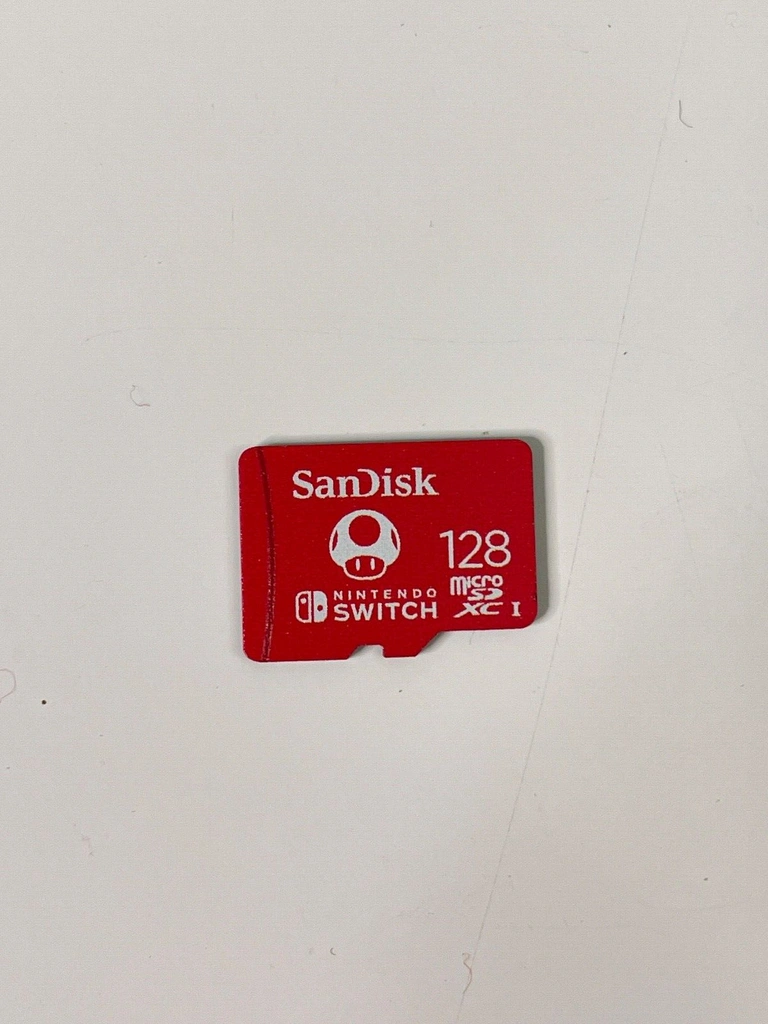 SanDisk
128
NINTENDO
SWITCH
micro
SD
XC I